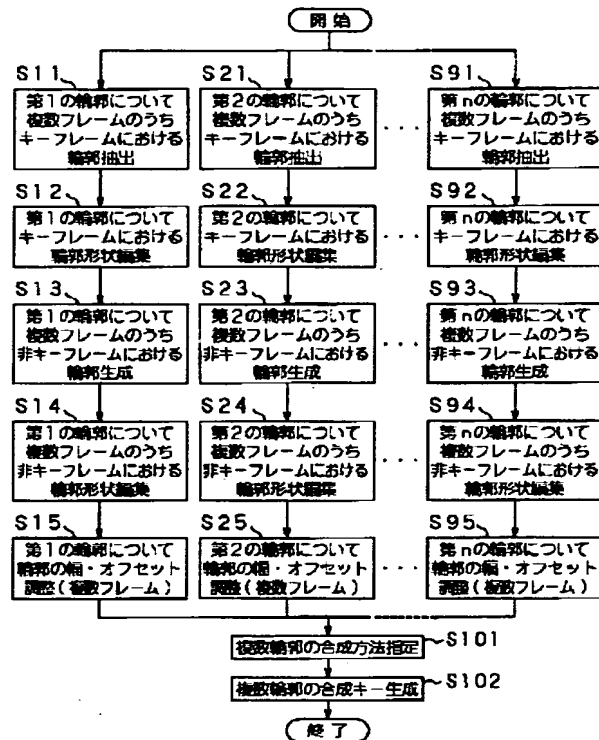 開始
S11
第1の輪郭について
複数フレームのうち
キーフレームにおける
輪郭抽出
S12
第1の輪郭について
キーフレームにおける
輪郭形状編集
S13
第1の輪郭について
複数フレームのうち
非キーフレームにおける
輪郭生成
S14
第1の輪郭について
複数フレームのうち
非キーフレームにおける
輪郭形状編集
S15
第1の輪郭について
輪郭の幅・オフセット
調整(複数フレーム)
S21
第2の輪郭について
複数フレームのうち
キーフレームにおける
輪郭抽出
S22
第2の輪郭について
キーフレームにおける
輪郭形状編集
S23
第2の輪郭について
複数フレームのうち
非キーフレームにおける
輪郭生成
S24
第2の輪郭について
複数フレームのうち
非キーフレームにおける
輪郭形状編集
S25
第2の輪郭について
輪郭の幅・オフセット
調整(複数フレーム)
S91
第nの輪郭について
複数フレームのうち
キーフレームにおける
輪郭抽出
S92
第nの輪郭について
キーフレームにおける
輪郭形状編集
S93
第nの輪郭について
複数フレームのうち
非キーフレームにおける
輪郭生成
S94
第nの輪郭について
複数フレームのうち
非キーフレームにおける
輪郭形状編集
S95
第nの輪郭について
輪郭の幅・オフセット
調整(複数フレーム)
複数輪郭の合成方法指定
S101
複数輪郭の合成キー生成
S102
終了